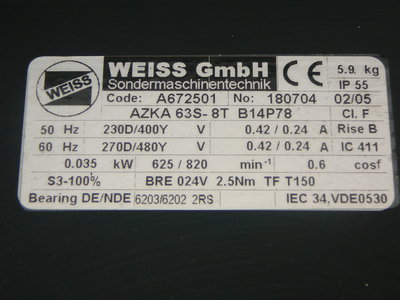 WEISS
WEISS GmbH
Sondermaschinentechnik
CE
5.9. kg
IP 55
Code: A672501 No: 180704 02/05
AZKA 63S- 8T B14P78 Cl. F
50 Hz 230D/400Y V 0.42 / 0.24 A Rise B
60 Hz 270D/480Y V 0.42 / 0.24 A IC 411
0.035 kW 625 / 820 min⁻¹ 0.6 cosf
S3-100% BRE 024V 2.5Nm TF T150
Bearing DE/NDE 6203/6202 2RS IEC 34,VDE0530